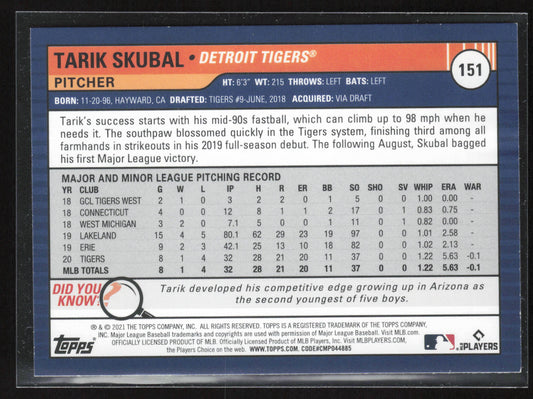 TARIK SKUBAL • DETROIT TIGERS®
PITCHER
HT: 6'3" WT: 215 THROWS: LEFT BATS: LEFT
151
BORN: 11-20-96, HAYWARD, CA DRAFTED: TIGERS #9-JUNE, 2018 ACQUIRED: VIA DRAFT
Tarik's success starts with his mid-90s fastball, which can climb up to 98 mph when he
needs it. The southpaw blossomed quickly in the Tigers system, finishing third among all
farmhands in strikeouts in his 2019 full-season debut. The following August, Skubal bagged
his first Major League victory.
MAJOR AND MINOR LEAGUE PITCHING RECORD
YR CLUB G W L IP H R ER BB SO SHO SV WHIP ERA WAR
18 GCL TIGERS WEST 2 1 0 3 2 2 0 1 5 0 0 1.00 0.00 -
18 CONNECTICUT 4 0 0 12 8 1 1 2 17 0 1 0.83 0.75 -
18 WEST MICHIGAN 3 2 0 7.1 5 0 0 1 11 0 1 0.82 0.00 -
19 LAKELAND 15 4 5 80.1 62 29 23 19 97 0 0 1.01 2.58 -
19 ERIE 9 2 3 42.1 25 13 10 18 82 0 0 1.02 2.13 -
20 TIGERS 8 1 4 32 28 21 20 11 37 0 0 1.22 5.63 -0.1
MLB TOTALS 8 1 4 32 28 21 20 11 37 0 0 1.22 5.63 -0.1
DID YOU
KNOW?
Tarik developed his competitive edge growing up in Arizona as
the second youngest of five boys.
® & © 2021 THE TOPPS COMPANY, INC. ALL RIGHTS RESERVED. TOPPS IS A REGISTERED TRADEMARK OF THE TOPPS COMPANY,
INC. Major League Baseball trademarks and copyrights are used with permission of Major League Baseball. Visit MLB.com.
OFFICIALLY LICENSED PRODUCT OF MLB. OFFICIALLY LICENSED PRODUCT OF MLB PLAYERS, INC. Visit MLBPLAYERS.com,
the Players Choice on the web. WWW.TOPPS.COM. CODE#CMP044885
TOPPS
MLB PLAYERS